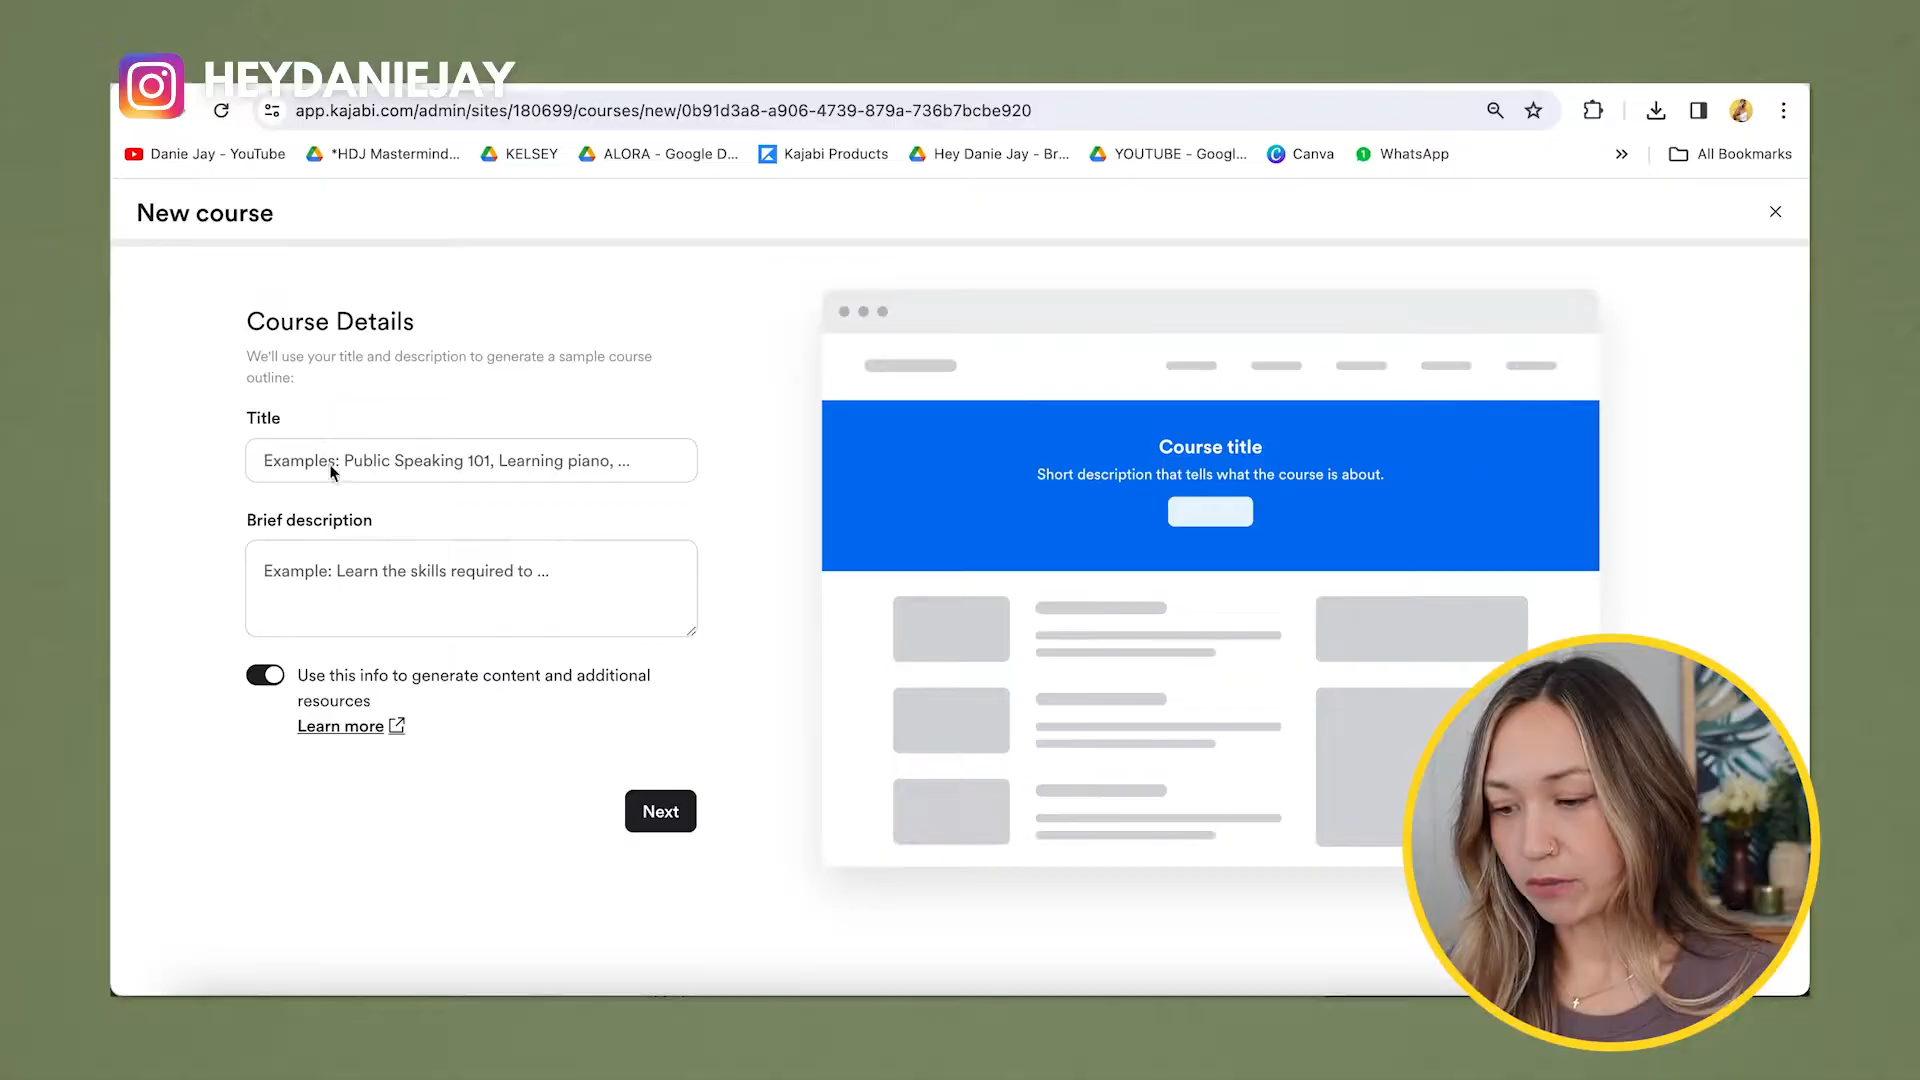 HEYDANIEJAY
app.kajabi.com/admin/sites/180699/courses/new/0b91d3a8-a906-4739-879a-736b7bcbe920
Danie Jay - YouTube
*HDJ Mastermind...
KELSEY
ALORA - Google D...
Kajabi Products
Hey Danie Jay - Br...
YOUTUBE - Googl...
Canva
1 WhatsApp
All Bookmarks
New course
Course Details
We'll use your title and description to generate a sample course
outline:
Title
Examples: Public Speaking 101, Learning piano, ...
Brief description
Example: Learn the skills required to ...
Use this info to generate content and additional
resources
Learn more
Next
Course title
Short description that tells what the course is about.